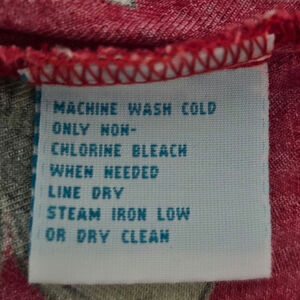 MACHINE WASH COLD
ONLY NON-
CHLORINE BLEACH
WHEN NEEDED
LINE DRY
STEAM IRON LOW
OR DRY CLEAN